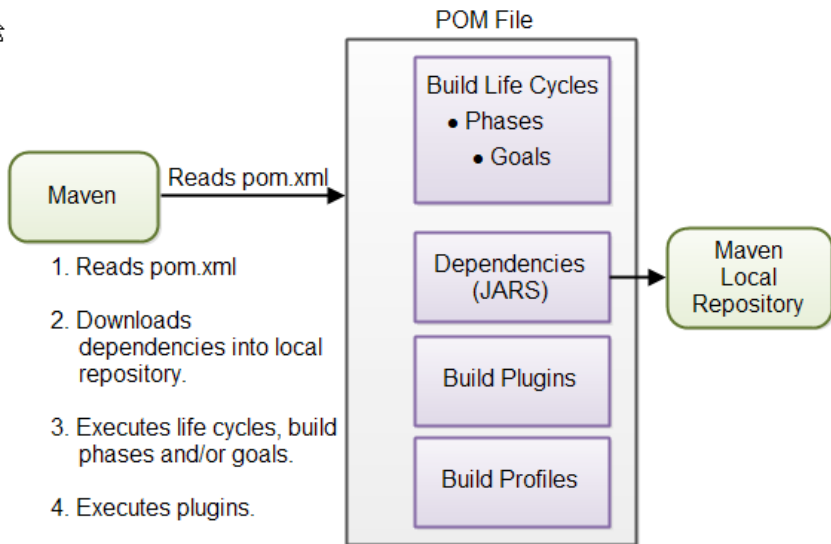 POM File
Build Life Cycles
• Phases
• Goals
Maven
Reads pom.xml
1. Reads pom.xml
2. Downloads
dependencies into local
repository.
3. Executes life cycles, build
phases and/or goals.
4. Executes plugins.
Dependencies
(JARS)
Build Plugins
Build Profiles
Maven
Local
Repository